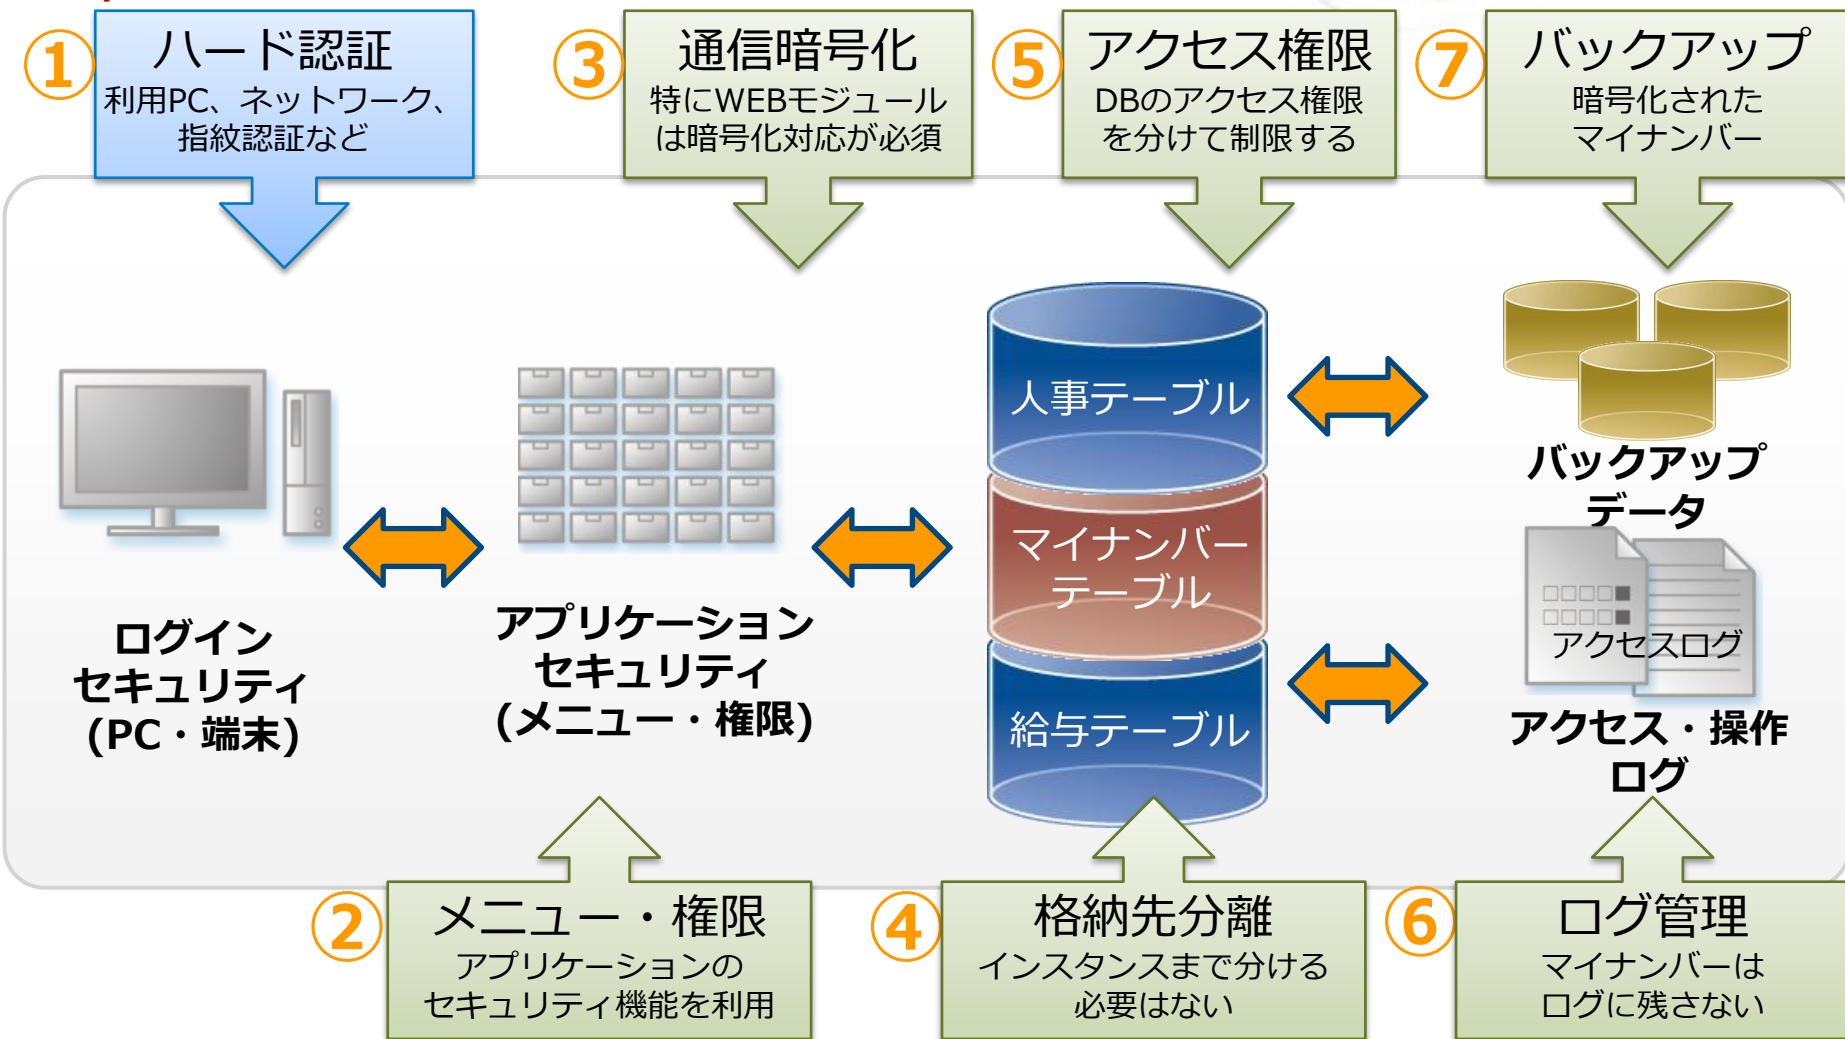 ①
ハード認証
利用PC、ネットワーク、
指紋認証など
③
通信暗号化
特にWEBモジュール
は暗号化対応が必須
⑤
アクセス権限
DBのアクセス権限
を分けて制限する
⑦
バックアップ
暗号化された
マイナンバー
ログイン
セキュリティ
(PC・端末)
アプリケーション
セキュリティ
(メニュー・権限)
人事テーブル
マイナンバー
テーブル
給与テーブル
バックアップ
データ
アクセスログ
アクセス・操作
ログ
②
メニュー・権限
アプリケーションの
セキュリティ機能を利用
④
格納先分離
インスタンスまで分ける
必要はない
⑥
ログ管理
マイナンバーは
ログに残さない